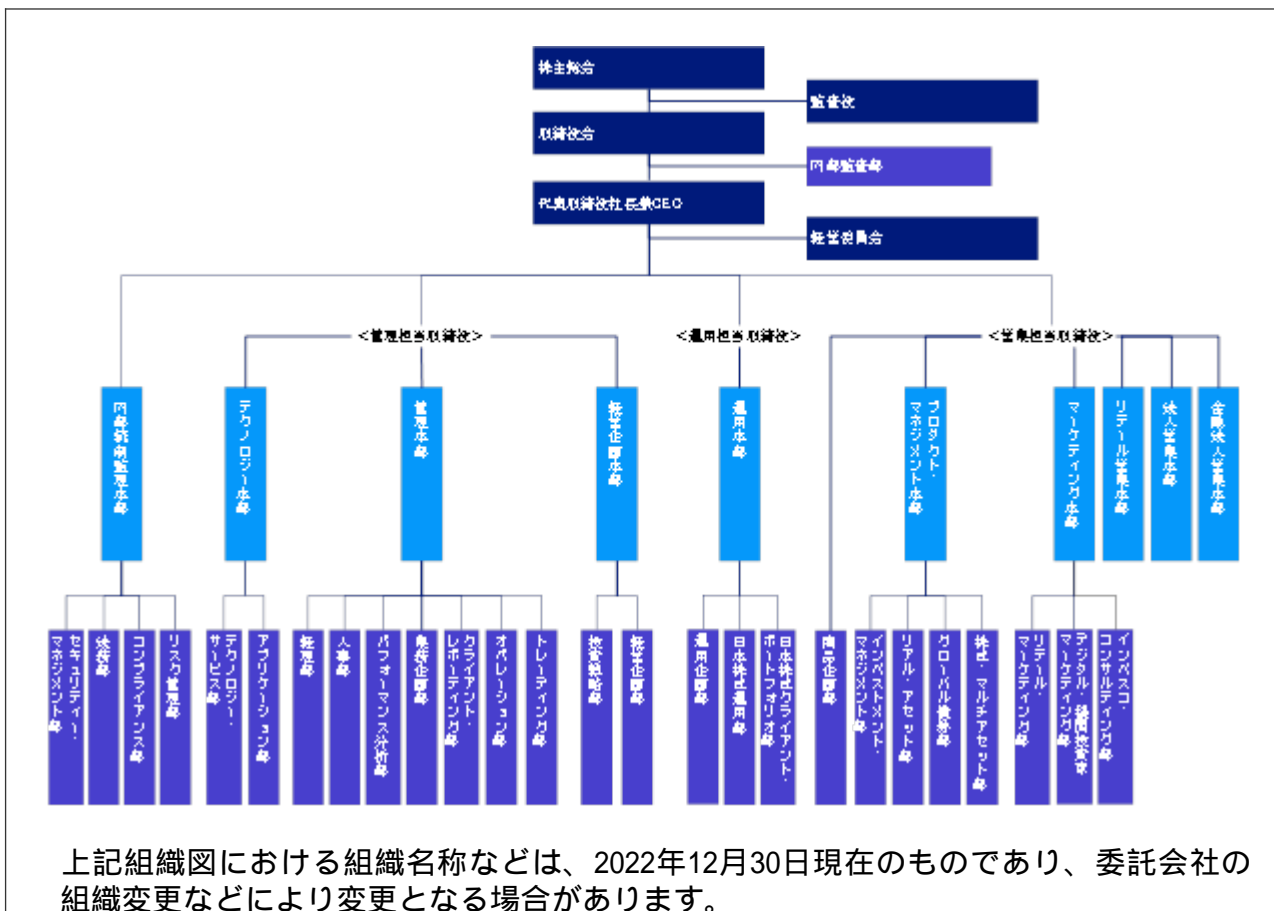 株主総会
監査役
取締役会
内部監査部
代表取締役社長兼CEO
経営委員会
＜管理担当取締役＞
＜運用担当取締役＞
＜営業担当取締役＞
内部統制監理本部
テクノロジー本部
管理本部
経営企画本部
運用本部
プロダクト・
マネジメント本部
マーケティング本部
リテール営業本部
法人営業本部
金融法人営業本部
セキュリティー・
マネジメント部
法務部
コンプライアンス部
リスク管理部
テクノロジー・
サービス部
アプリケーション部
経理部
人事部
パフォーマンス分析部
業務企画部
クライアント・
レポーティング部
オペレーション部
トレーディング部
政策戦略部
経営企画部
運用企画部
日本株式運用部
日本株式クライアント・
ポートフォリオ部
商品企画部
インベストメント・
マネジメント部
リアル・アセット部
グローバル債券部
株式・マルチアセット部
リテール・
マーケティング部
デジタル・機関投資家
マーケティング部
インベスコ・
コンサルティング部
上記組織図における組織名称などは、2022年12月30日現在のものであり、委託会社の
組織変更などにより変更となる場合があります。